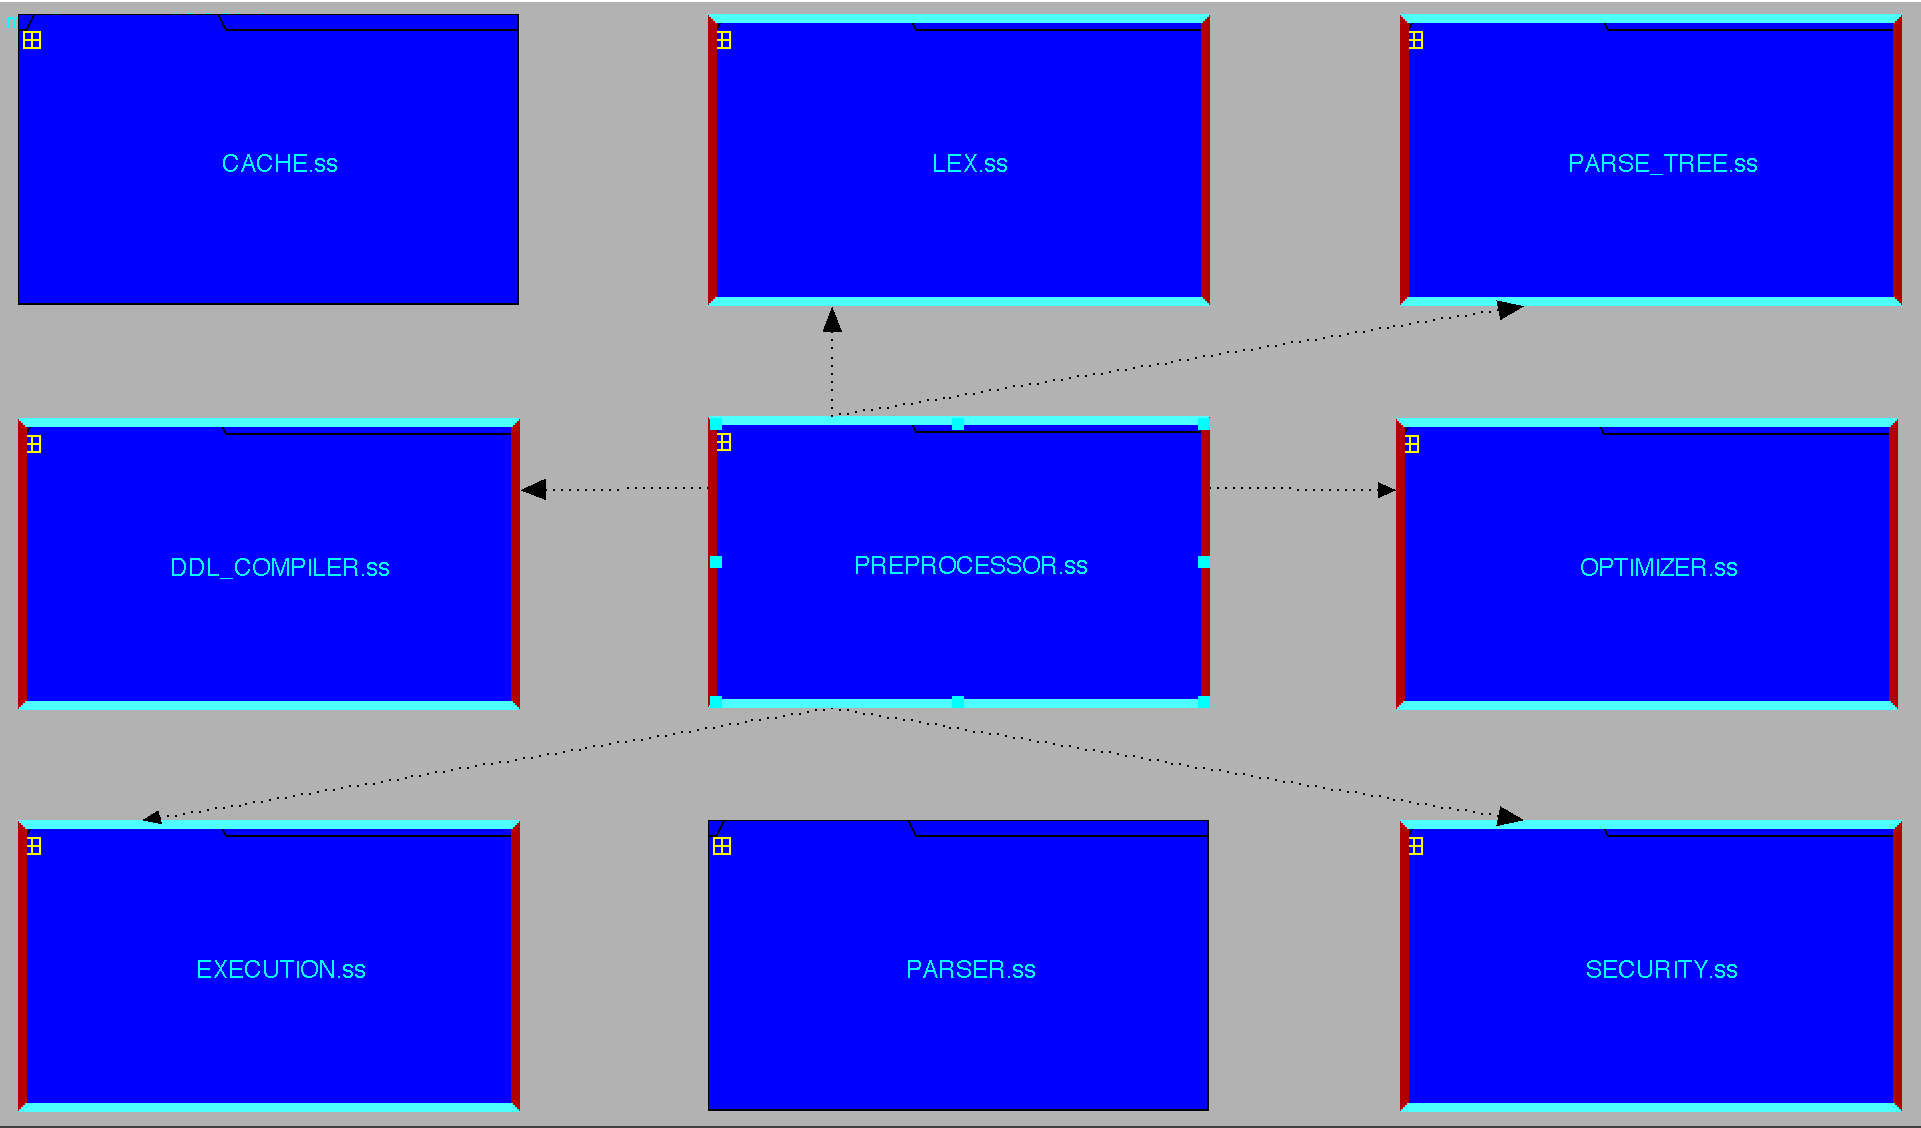 CACHE.ss
LEX.ss
PARSE_TREE.ss
DDL_COMPILER.ss
PREPROCESSOR.ss
OPTIMIZER.ss
EXECUTION.ss
PARSER.ss
SECURITY.ss